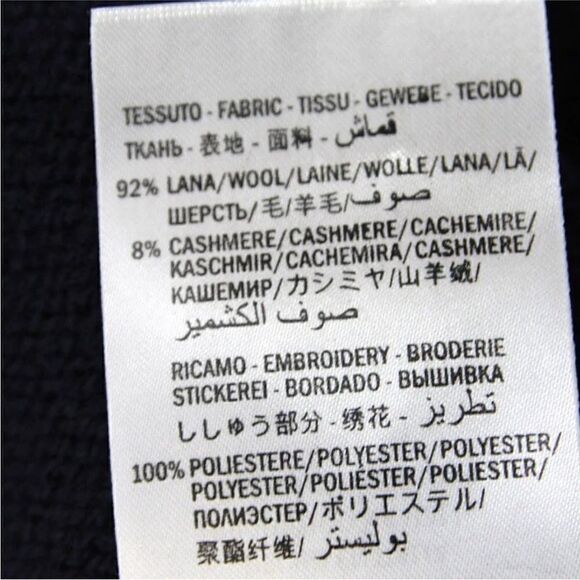 TESSUTO - FABRIC - TISSU - GEWEBE - TECIDO
ТКАНЬ - 表地 - 面料 - قماش
92% LANA/WOOL/LAINE/WOLLE/LANA/LÃ/
ШЕРСТЬ/毛/羊毛/صوف
8% CASHMERE/CASHMERE/CACHEMIRE/
KASCHMIR/CACHEMIRA/CASHMERE/
КАШЕМИР/カシミヤ/山羊绒/
صوف الكشمير
RICAMO - EMBROIDERY - BRODERIE
STICKEREI - BORDADO - ВЫШИВКА
ししゅう部分 - 绣花 - تطريز
100% POLIESTERE/POLYESTER/POLYESTER/
POLYESTER/POLIÉSTER/POLIESTER/
ПОЛИЭСТЕР/ポリエステル/
聚酯纤维/بوليستر